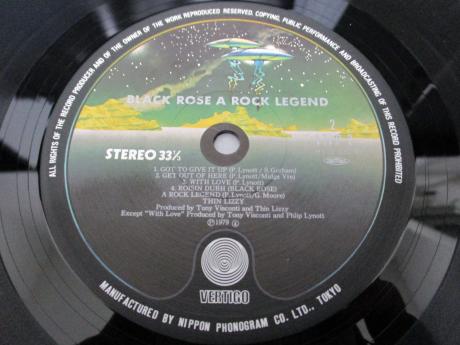 ALL RIGHTS OF THE RECORD PRODUCER AND OF THE OWNER OF THE WORK REPRODUCED RESERVED. COPYING, PUBLIC PERFORMANCE AND BROADCASTING OF THIS RECORD PROHIBITED
BLACK ROSE A ROCK LEGEND
2
STEREO 33⅓
1. GOT TO GIVE IT UP (P. Lynott / S. Gorham)
2. GET OUT OF HERE (P. Lynott/Midge Ure)
3. WITH LOVE (P. Lynott)
4. ROISIN DUBH (BLACK ROSE)
A ROCK LEGEND (P. Lynott/G. Moore)
THIN LIZZY
Produced by Tony Visconti and Thin Lizzy
Except "With Love" Produced by Tony Visconti and Philip Lynott
Ⓟ1979
VERTIGO
MANUFACTURED BY NIPPON PHONOGRAM CO. LTD., TOKYO